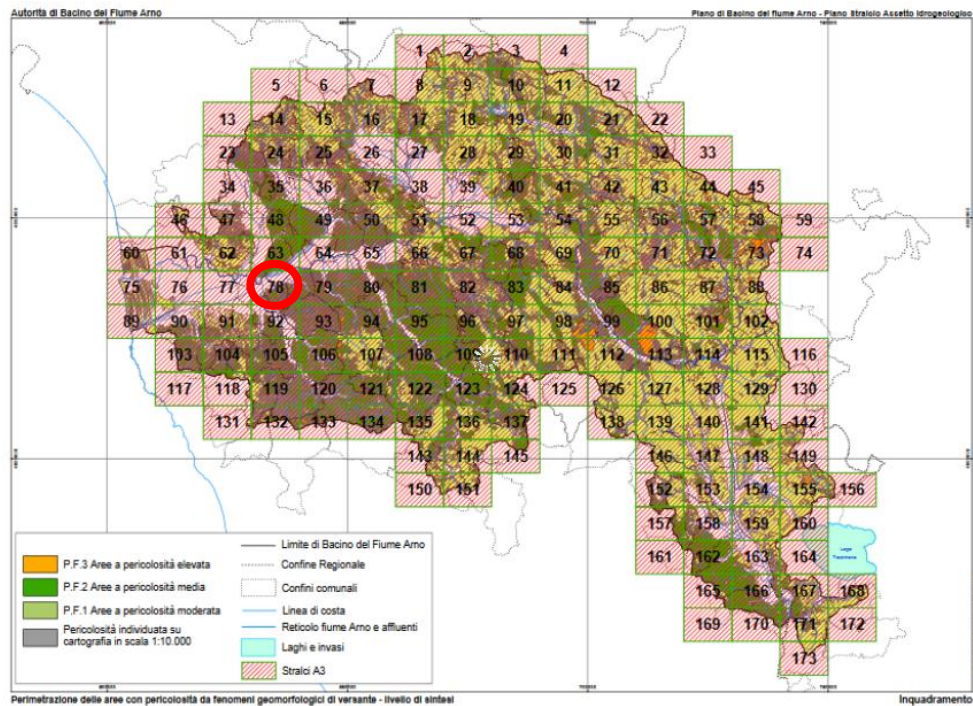 Autorità di Bacino del Fiume Arno
Plano di Bacino del fiume Arno - Piano Stralcio Assetto Idrogeologico
1 2 3 4
5 6 7 8 9 10 11 12
13 14 15 16 17 18 19 20 21 22
23 24 25 26 27 28 29 30 31 32 33
34 35 36 37 38 39 40 41 42 43 44 45
46 47 48 49 50 51 52 53 54 55 56 57 58 59
60 61 62 63 64 65 66 67 68 69 70 71 72 73 74
75 76 77 78 79 80 81 82 83 84 85 86 87 88
89 90 91 92 93 94 95 96 97 98 99 100 101 102
103 104 105 106 107 108 109 110 111 112 113 114 115 116
117 118 119 120 121 122 123 124 125 126 127 128 129 130
131 132 133 134 135 136 137 138 139 140 141 142
143 144 145 146 147 148 149
150 151 152 153 154 155 156
157 158 159 160
161 162 163 164
Lago
Trasimeno
165 166 167 168
169 170 171 172
173
P.F.3 Aree a pericolosità elevata
P.F.2 Aree a pericolosità media
P.F.1 Aree a pericolosità moderata
Pericolosità individuata su
cartografia in scala 1:10.000
Limite di Bacino del Fiume Arno
Confine Regionale
Confini comunali
Linea di costa
Reticolo fiume Arno e affluenti
Laghi e invasi
Stralci A3
Perimetrazione delle aree con pericolosità da fenomeni geomorfologici di versante - livello di sintesi
Inquadramento